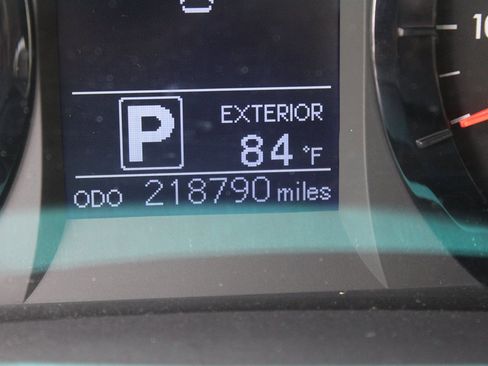 EXTERIOR
P
84 °F
ODO 218790 miles